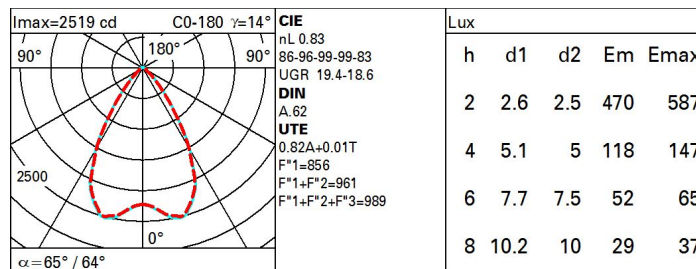 Imax=2519 cd C0-180 γ=14°
90° 180° 90°
2500
0°
α=65° / 64°
CIE
nL 0.83
86-96-99-99-83
UGR 19.4-18.6
DIN
A.62
UTE
0.82A+0.01T
F"1=856
F"1+F"2=961
F"1+F"2+F"3=989
Lux
h d1 d2 Em Emax
2 2.6 2.5 470 587
4 5.1 5 118 147
6 7.7 7.5 52 65
8 10.2 10 29 37